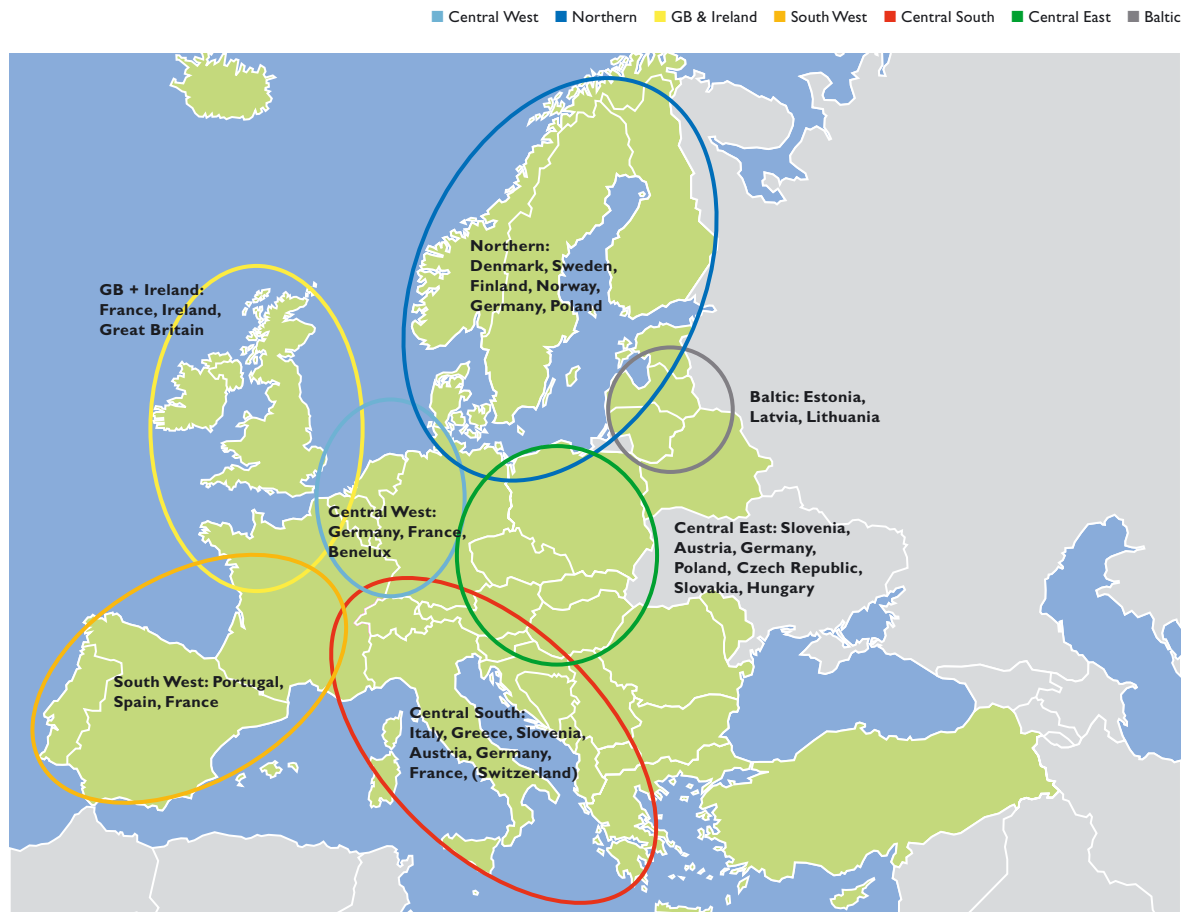 Central West Northern GB & Ireland South West Central South Central East Baltic
Northern:
Denmark, Sweden,
Finland, Norway,
Germany, Poland
GB + Ireland:
France, Ireland,
Great Britain
Baltic: Estonia,
Latvia, Lithuania
Central West:
Germany, France,
Benelux
Central East: Slovenia,
Austria, Germany,
Poland, Czech Republic,
Slovakia, Hungary
South West: Portugal,
Spain, France
Central South:
Italy, Greece, Slovenia,
Austria, Germany,
France, (Switzerland)